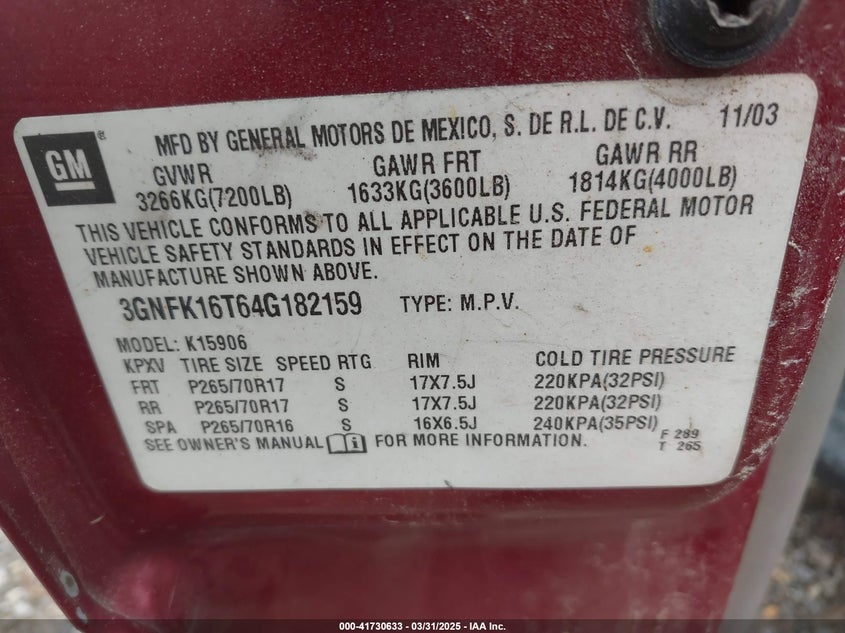 GM ®
MFD BY GENERAL MOTORS DE MEXICO, S. DE R.L. DE C.V. 11/03
GVWR GAWR FRT GAWR RR
3266KG(7200LB) 1633KG(3600LB) 1814KG(4000LB)
THIS VEHICLE CONFORMS TO ALL APPLICABLE U.S. FEDERAL MOTOR
VEHICLE SAFETY STANDARDS IN EFFECT ON THE DATE OF
MANUFACTURE SHOWN ABOVE.
3GNFK16T64G182159 TYPE: M.P.V.
MODEL: K15906
KPXV TIRE SIZE SPEED RTG RIM COLD TIRE PRESSURE
FRT P265/70R17 S 17X7.5J 220KPA(32PSI)
RR P265/70R17 S 17X7.5J 220KPA(32PSI)
SPA P265/70R16 S 16X6.5J 240KPA(35PSI)
SEE OWNER'S MANUAL i FOR MORE INFORMATION. F 289
T 265
000-41730633 - 03/31/2025 - IAA Inc.